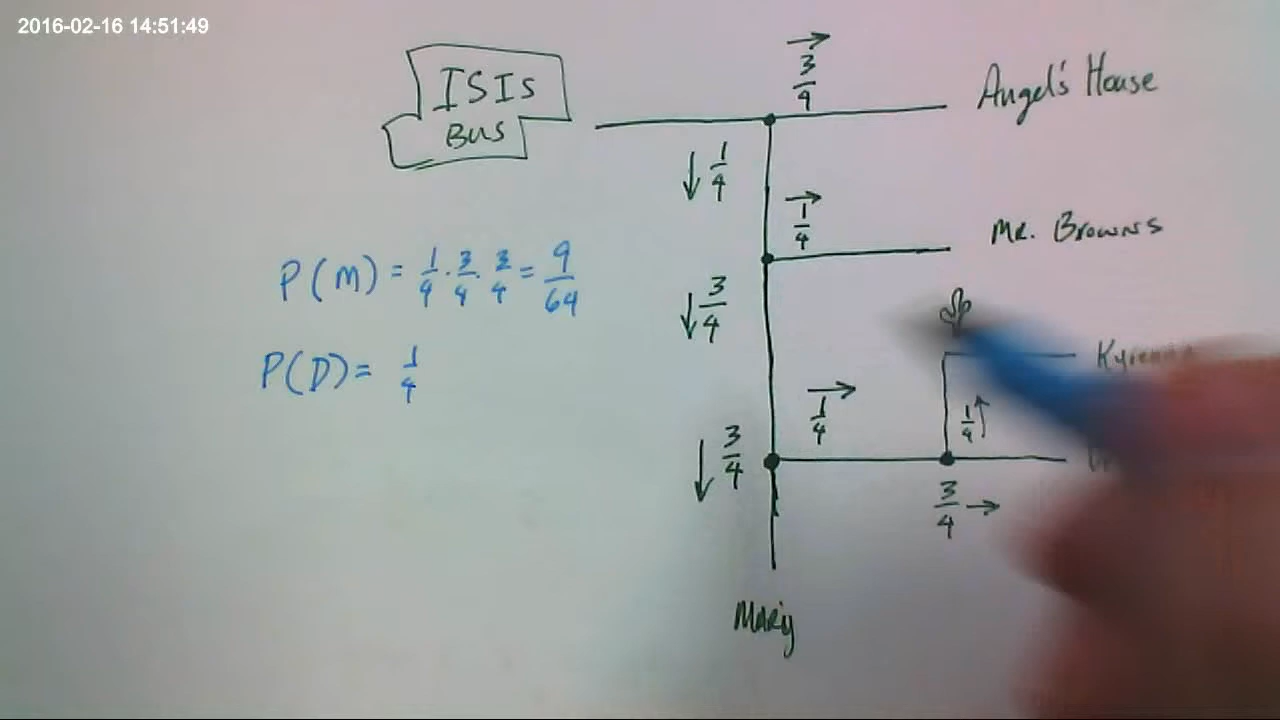 2016-02-16 14:51:49
ISIs
BUS
→
3/4
Angel's House
↓ 1/4
→
1/4
Mr. Browns
P(M) = 1/4 · 3/4 · 3/4 = 9/64
↓ 3/4
P(D) = 1/4
→
1/4
1/4 ↑
↓ 3/4
3/4 →
Mary